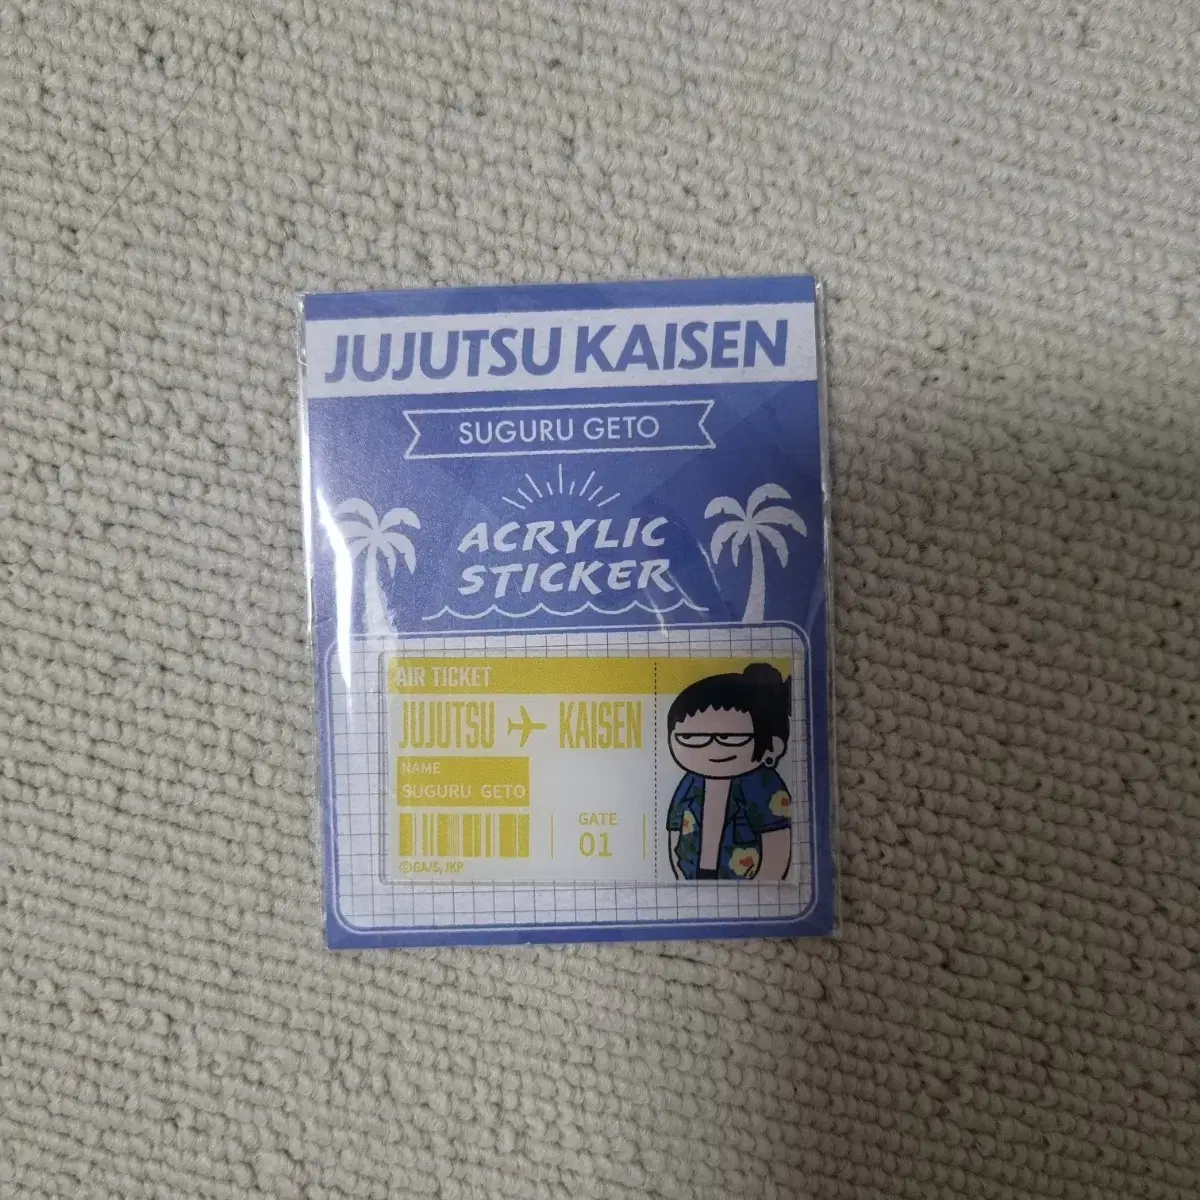 JUJUTSU KAISEN
SUGURU GETO
ACRYLIC
STICKER
AIR TICKET
JUJUTSU KAISEN
NAME
SUGURU GETO
GATE
01
©GA/S, JKP